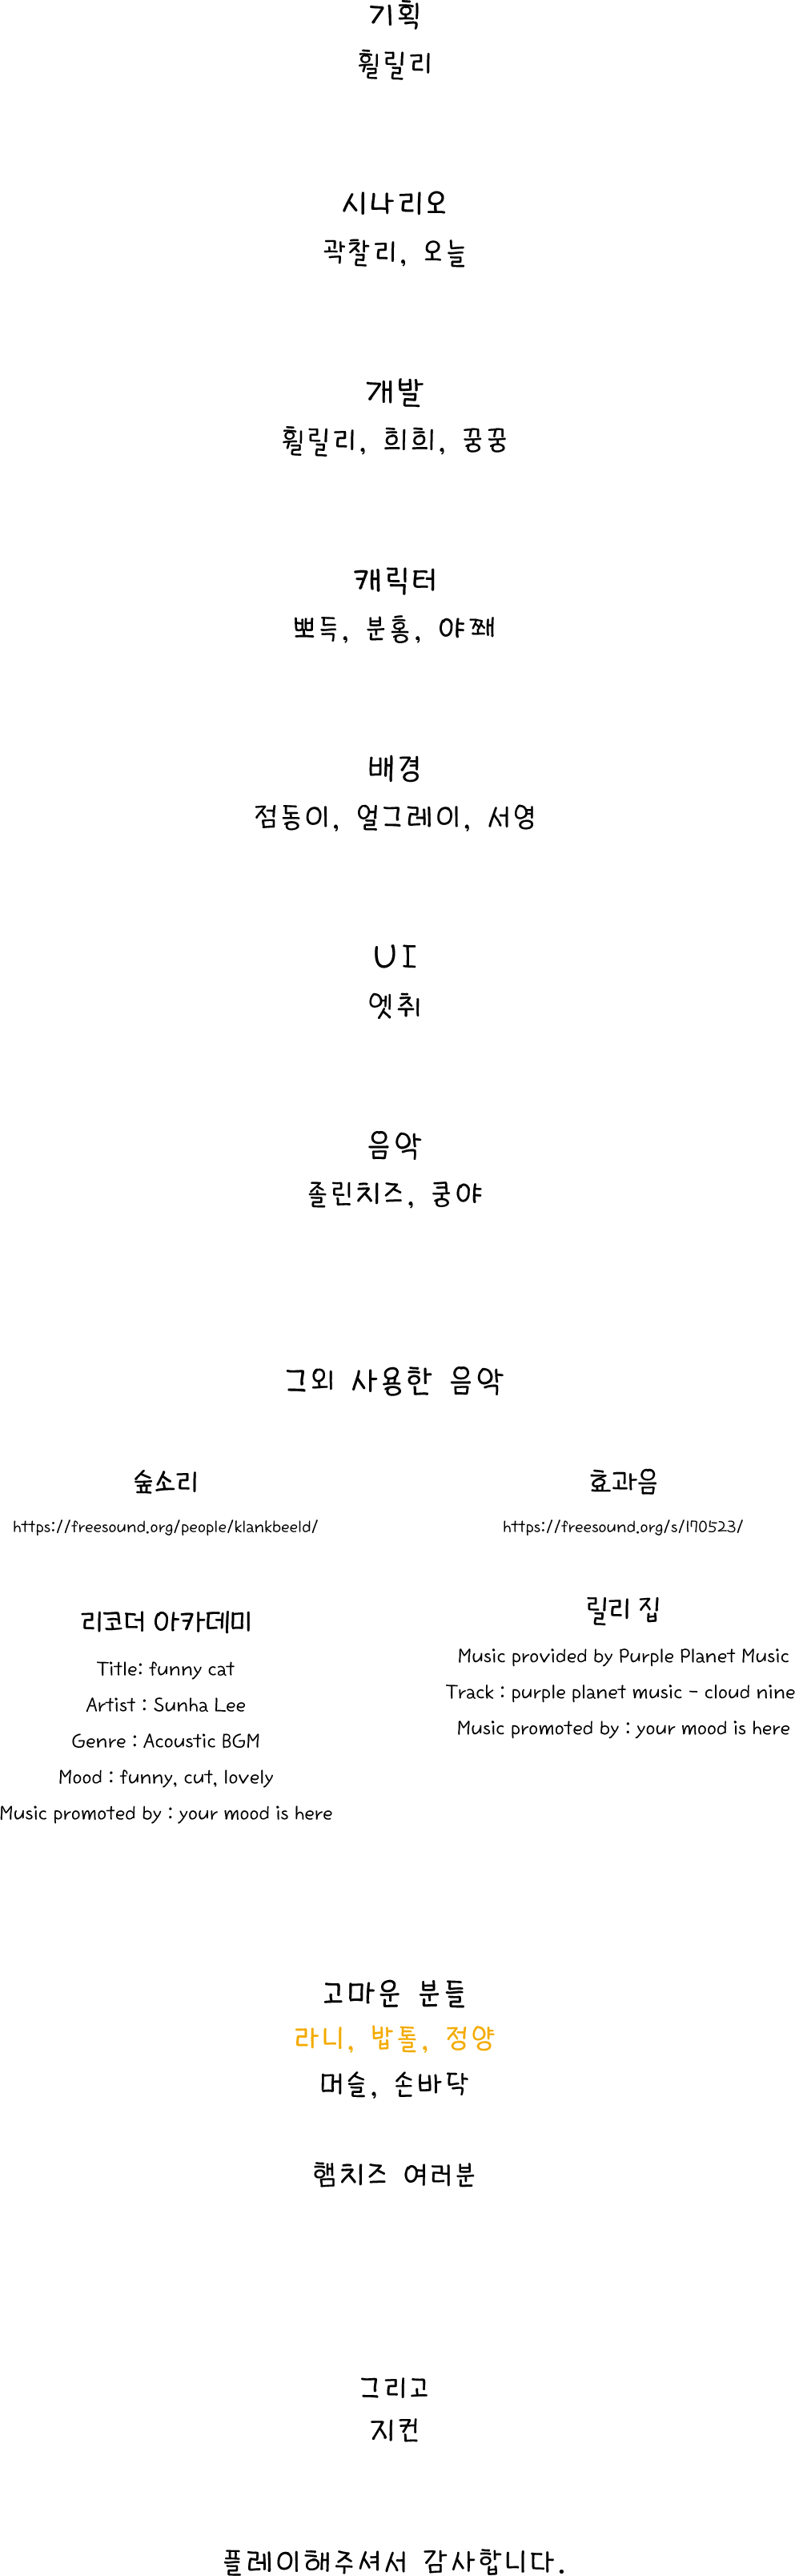 기획
훨릴리
시나리오
곽찰리, 오늘
개발
훨릴리, 희희, 꿍꿍
캐릭터
뽀득, 분홍, 야쬄
배경
점동이, 얼그레이, 서영
UI
엣취
음악
졸린치즈, 쿵야
그외 사용한 음악
숲소리
https://freesound.org/people/klankbeeld/
효과음
https://freesound.org/s/170523/
리코더 아카데미
Title: funny cat
Artist : Sunha Lee
Genre : Acoustic BGM
Mood : funny, cut, lovely
Music promoted by : your mood is here
릴리 집
Music provided by Purple Planet Music
Track : purple planet music - cloud nine
Music promoted by : your mood is here
고마운 분들
라니, 밥톨, 정양
머슬, 손바닥
햄치즈 여러분
그리고
지컨
플레이해주셔서 감사합니다.